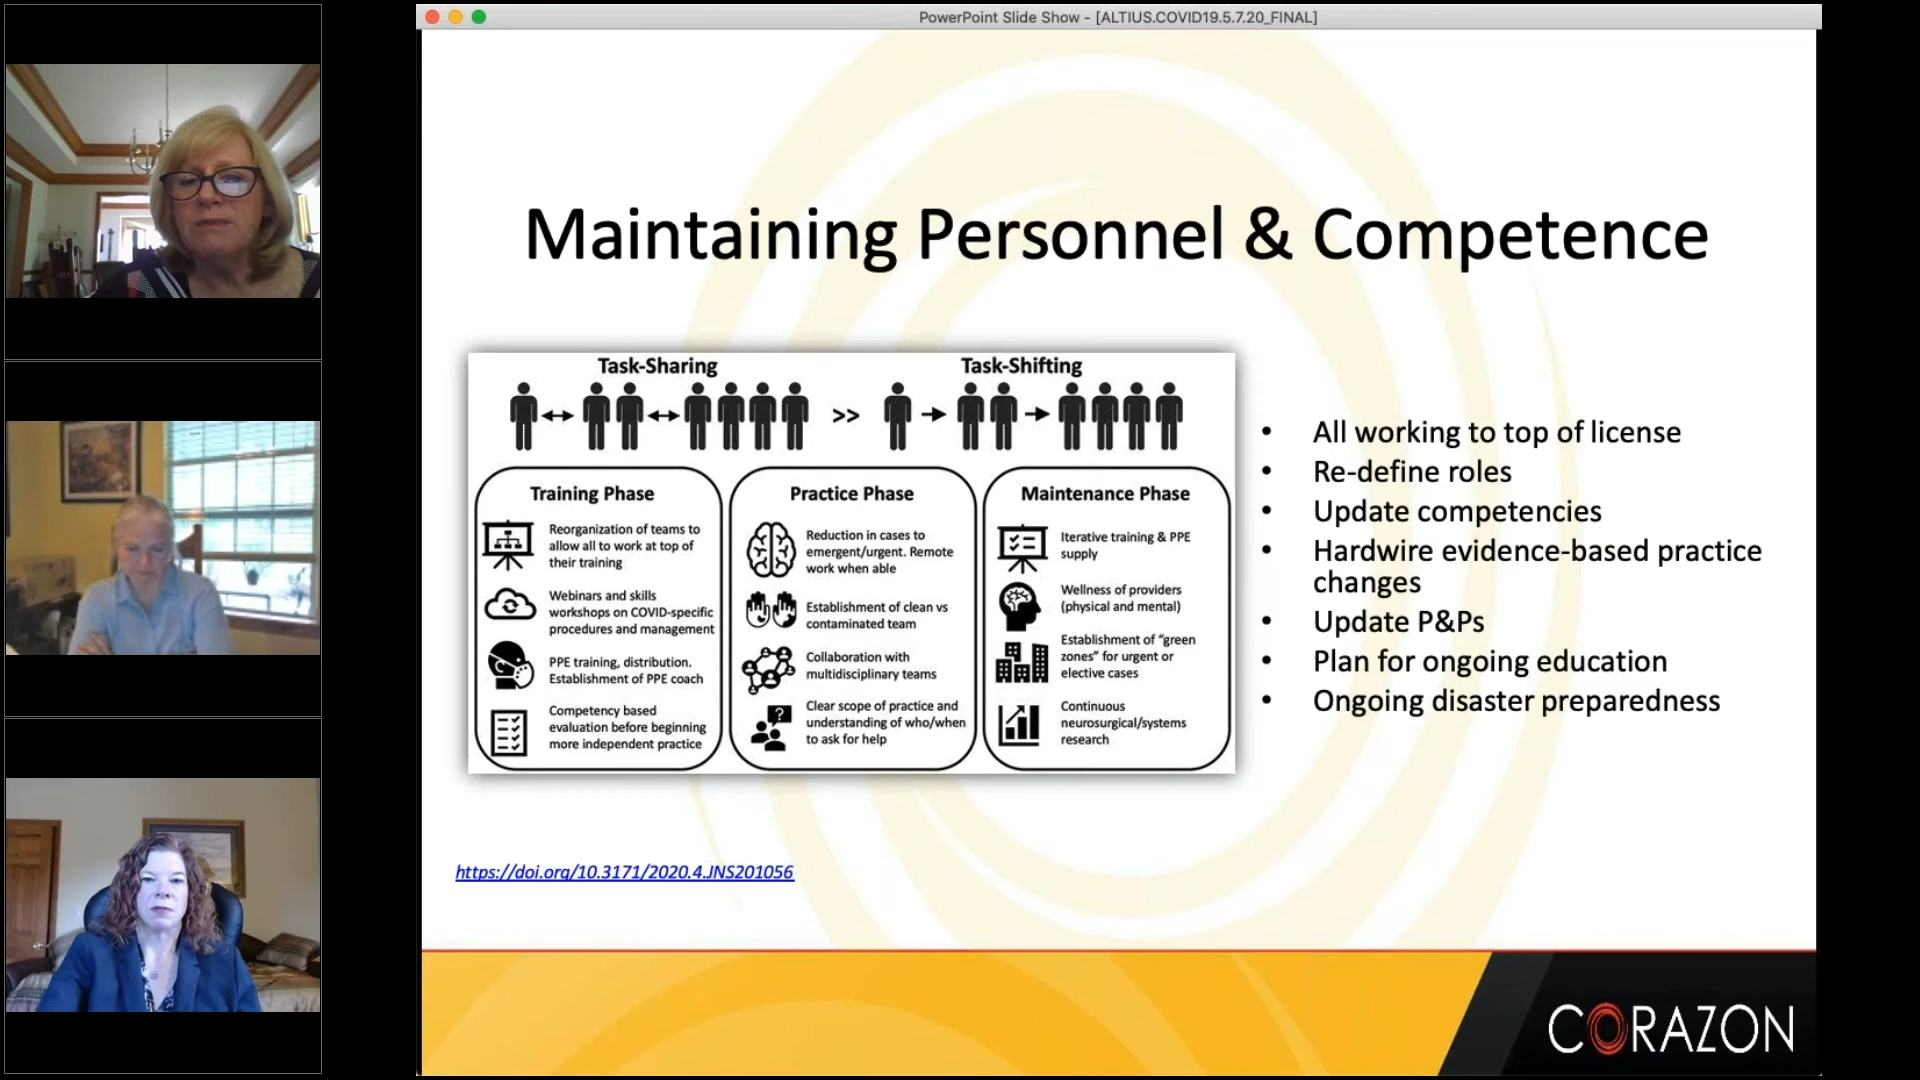 PowerPoint Slide Show - [ALTIUS.COVID19.5.7.20_FINAL]
Maintaining Personnel & Competence
Task-Sharing
>>
Task-Shifting
Training Phase
Reorganization of teams to
allow all to work at top of
their training
Webinars and skills
workshops on COVID-specific
procedures and management
PPE training, distribution.
Establishment of PPE coach
Competency based
evaluation before beginning
more independent practice
Practice Phase
Reduction in cases to
emergent/urgent. Remote
work when able
Establishment of clean vs
contaminated team
Collaboration with
multidisciplinary teams
?
Clear scope of practice and
understanding of who/when
to ask for help
Maintenance Phase
Iterative training & PPE
supply
Wellness of providers
(physical and mental)
Establishment of “green
zones” for urgent or
elective cases
Continuous
neurosurgical/systems
research
• All working to top of license
• Re-define roles
• Update competencies
• Hardwire evidence-based practice
changes
• Update P&Ps
• Plan for ongoing education
• Ongoing disaster preparedness
https://doi.org/10.3171/2020.4.JNS201056
CORAZON